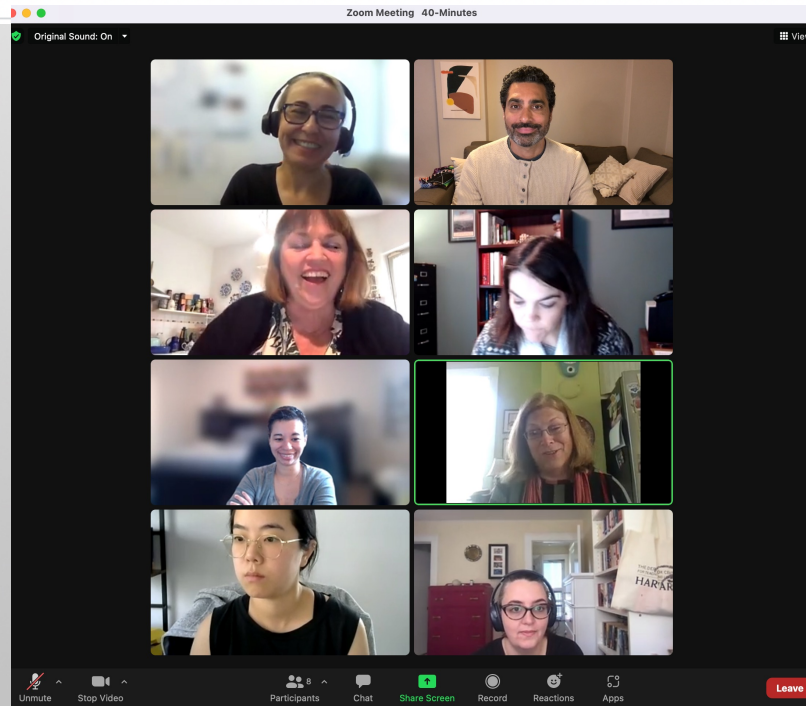 Zoom Meeting 40-Minutes
Original Sound: On
View
HARAR
Unmute
Stop Video
Participants
8
Chat
Share Screen
Record
Reactions
Apps
Leave